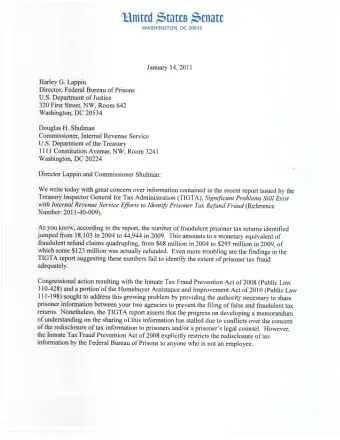 United States Senate
WASHINGTON, DC 20510
January 14, 2011
Harley G. Lappin
Director, Federal Bureau of Prisons
U.S. Department of Justice
320 First Street, NW, Room 642
Washington, DC 20534
Douglas H. Shulman
Commissioner, Internal Revenue Service
U.S. Department of the Treasury
1111 Constitution Avenue, NW, Room 3241
Washington, DC 20224
Director Lappin and Commissioner Shulman:
We write today with great concern over information contained in the recent report issued by the
Treasury Inspector General for Tax Administration (TIGTA), Significant Problems Still Exist
with Internal Revenue Service Efforts to Identify Prisoner Tax Refund Fraud (Reference
Number: 2011-40-009).
As you know, according to the report, the number of fraudulent prisoner tax returns identified
jumped from 18,103 in 2004 to 44,944 in 2009. This amounts to a monetary equivalent of
fraudulent refund claims quadrupling, from $68 million in 2004 to $295 million in 2009, of
which some $123 million was actually refunded. Even more troubling are the findings in the
TIGTA report suggesting these numbers fail to identify the extent of prisoner tax fraud
adequately.
Congressional action resulting with the Inmate Tax Fraud Prevention Act of 2008 (Public Law
110-428) and a portion of the Homebuyer Assistance and Improvement Act of 2010 (Public Law
111-198) sought to address this growing problem by providing the authority necessary to share
prisoner information between your two agencies to prevent the filing of false and fraudulent tax
returns. Nonetheless, the TIGTA report asserts that the progress on developing a memorandum
of understanding on the sharing of this information has stalled due to conflicts over the concern
of the redisclosure of tax information to prisoners and/or a prisoner's legal counsel. However,
the Inmate Tax Fraud Prevention Act of 2008 explicitly restricts the redisclosure of tax
information by the Federal Bureau of Prisons to anyone who is not an employee.